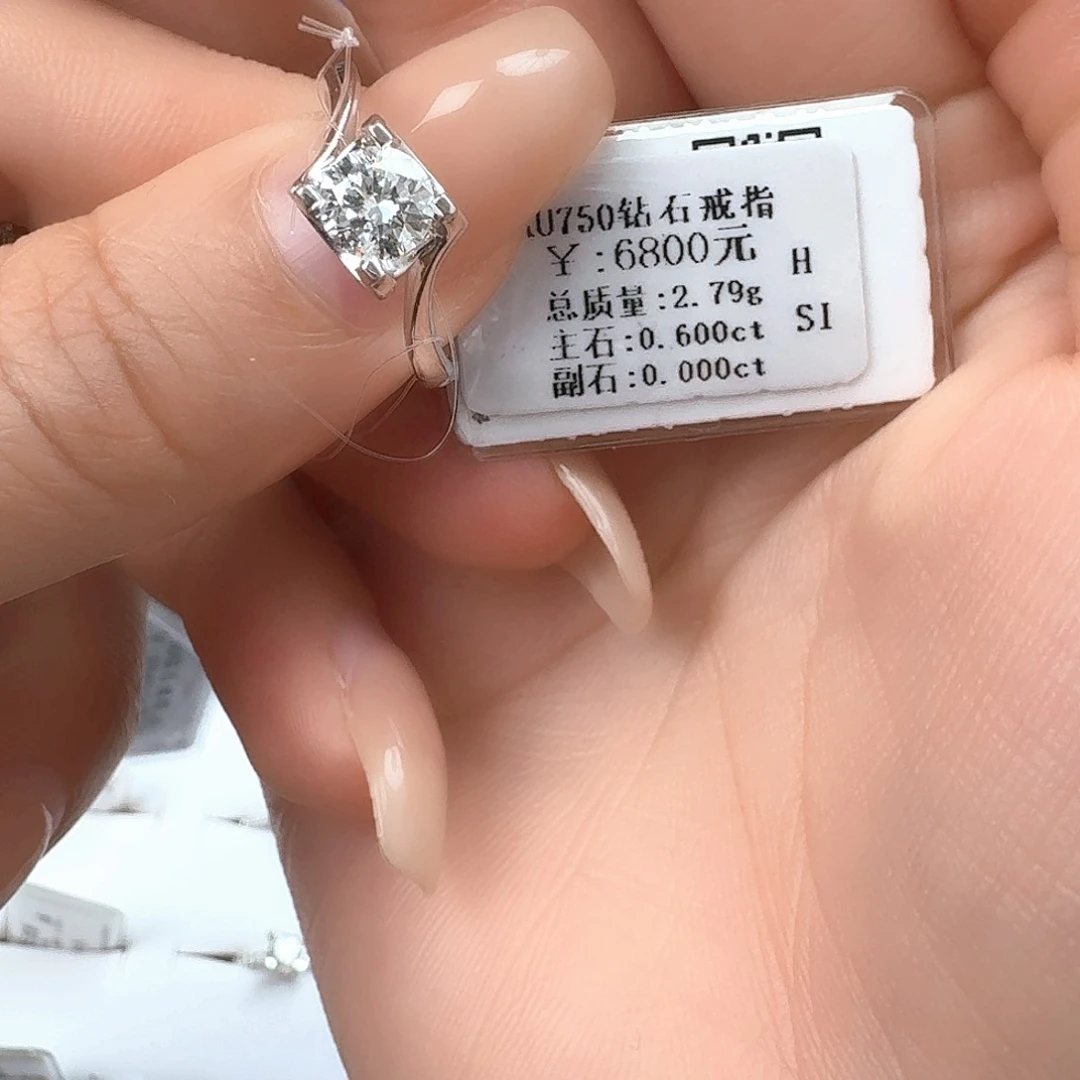 U750钻石戒指
¥:6800元
H
总质量:2.79g
SI
主石:0.600ct
副石:0.000ct